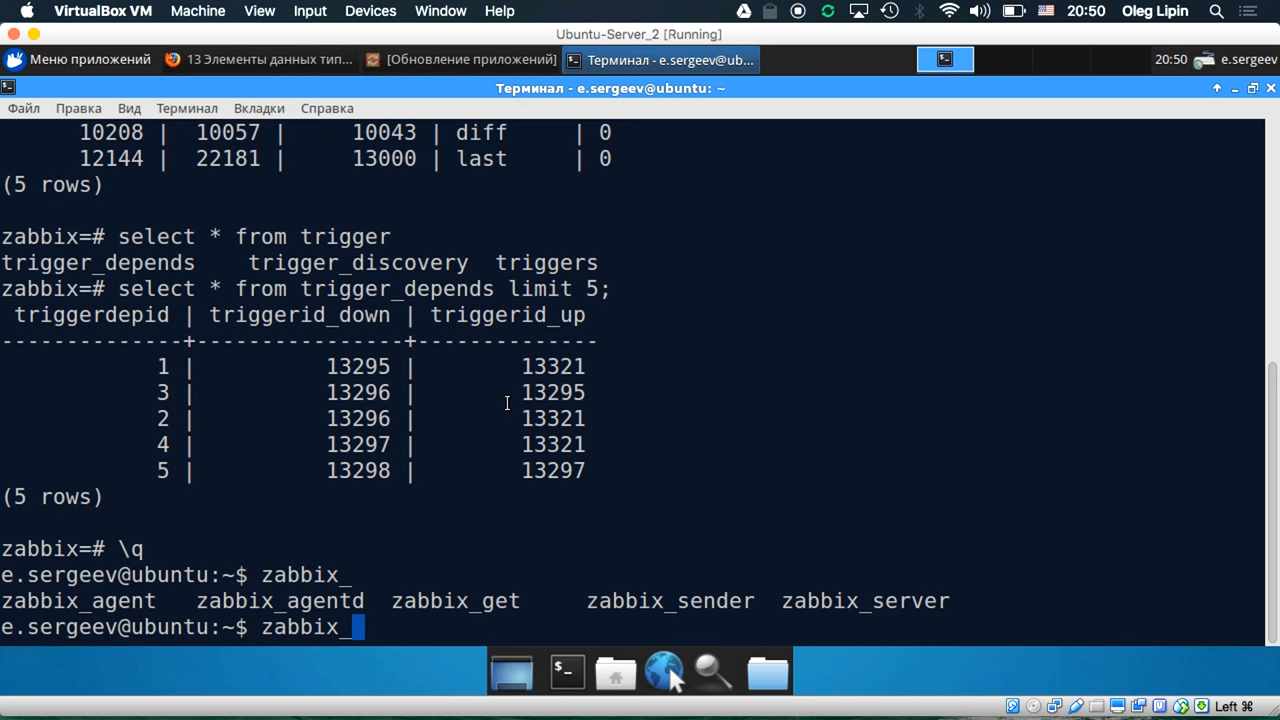 VirtualBox VM Machine View Input Devices Window Help 20:50 Oleg Lipin
Ubuntu-Server_2 [Running]
Меню приложений 13 Элементы данных тип... [Обновление приложений] Терминал - e.sergeev@ub... 20:50 e.sergeev
Терминал - e.sergeev@ubuntu: ~
Файл Правка Вид Терминал Вкладки Справка
10208 | 10057 | 10043 | diff | 0
12144 | 22181 | 13000 | last | 0
(5 rows)
zabbix=# select * from trigger
trigger_depends trigger_discovery triggers
zabbix=# select * from trigger_depends limit 5;
triggerdepid | triggerid_down | triggerid_up
--------------+----------------+--------------
1 | 13295 | 13321
3 | 13296 | 13295
2 | 13296 | 13321
4 | 13297 | 13321
5 | 13298 | 13297
(5 rows)
zabbix=# \q
e.sergeev@ubuntu:~$ zabbix_
zabbix_agent zabbix_agentd zabbix_get zabbix_sender zabbix_server
e.sergeev@ubuntu:~$ zabbix_
Left ⌘